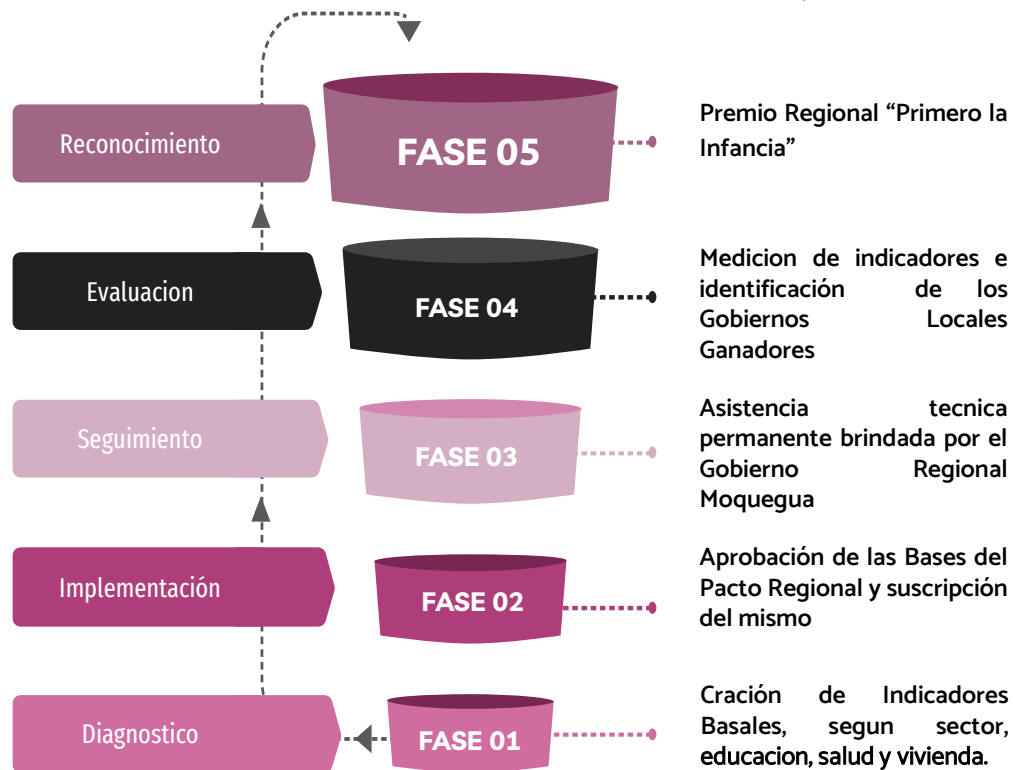 Reconocimiento
FASE 05
Premio Regional “Primero la
Infancia”
Evaluacion
FASE 04
Medicion de indicadores e
identificación de los
Gobiernos Locales
Ganadores
Seguimiento
FASE 03
Asistencia tecnica
permanente brindada por el
Gobierno Regional
Moquegua
Implementación
FASE 02
Aprobación de las Bases del
Pacto Regional y suscripción
del mismo
Diagnostico
FASE 01
Cración de Indicadores
Basales, segun sector,
educacion, salud y vivienda.